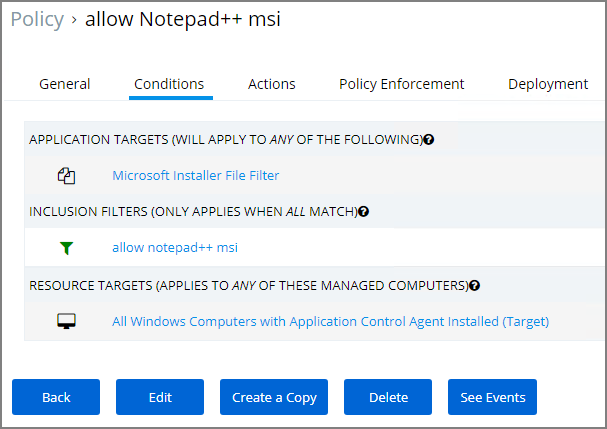 Policy › allow Notepad++ msi
General Conditions Actions Policy Enforcement Deployment
APPLICATION TARGETS (WILL APPLY TO ANY OF THE FOLLOWING)?
Microsoft Installer File Filter
INCLUSION FILTERS (ONLY APPLIES WHEN ALL MATCH)?
allow notepad++ msi
RESOURCE TARGETS (APPLIES TO ANY OF THESE MANAGED COMPUTERS)?
All Windows Computers with Application Control Agent Installed (Target)
Back Edit Create a Copy Delete See Events